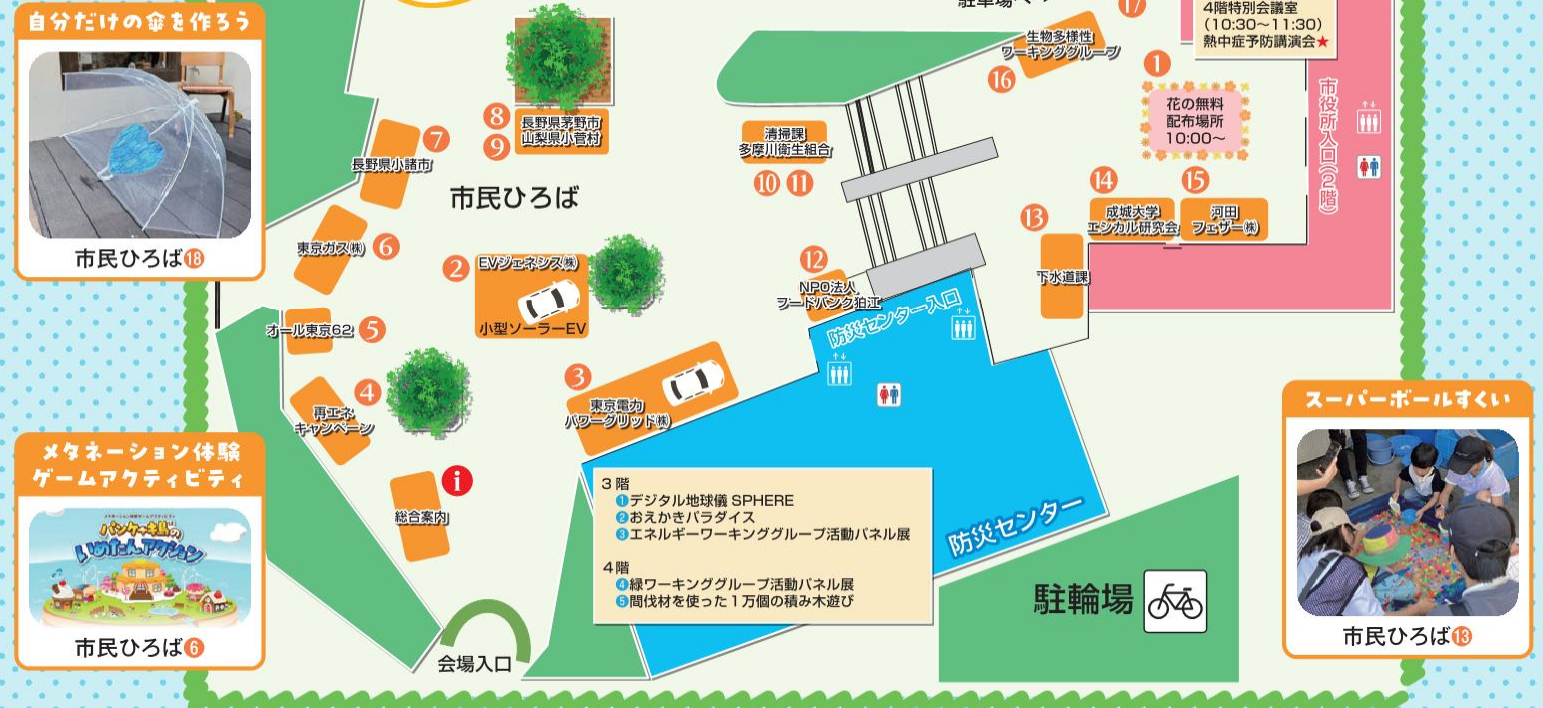 自分だけの傘を作ろう
市民ひろば⑱
⑰
4階特別会議室
(10:30〜11:30)
熱中症予防講演会★
生物多様性
ワーキンググループ
⑯
①
花の無料
配布場所
10:00〜
市役所入口(2階)
⑧
⑨
長野県茅野市
山梨県小菅村
⑦
長野県小諸市
清掃課
多摩川衛生組合
⑩ ⑪
市民ひろば
⑭
成城大学
エンカル研究会
⑮
河田
フェザー㈱
⑬
下水道課
東京ガス㈱
⑥
②
EVジェネシス㈱
小型ソーラーEV
⑫
NPO法人
フードバンク狛江
防災センター入口
オール東京62
⑤
④
再エネ
キャンペーン
③
東京電力
パワーグリッド㈱
i
総合案内
メタネーション体験
ゲームアクティビティ
パンケーキ島の
いめたんアクション
市民ひろば⑥
3階
①デジタル地球儀 SPHERE
②おえかきパラダイス
③エネルギーワーキンググループ活動パネル展
4階
④緑ワーキンググループ活動パネル展
⑤間伐材を使った1万個の積み木遊び
防災センター
駐輪場
会場入口
スーパーボールすくい
市民ひろば⑬